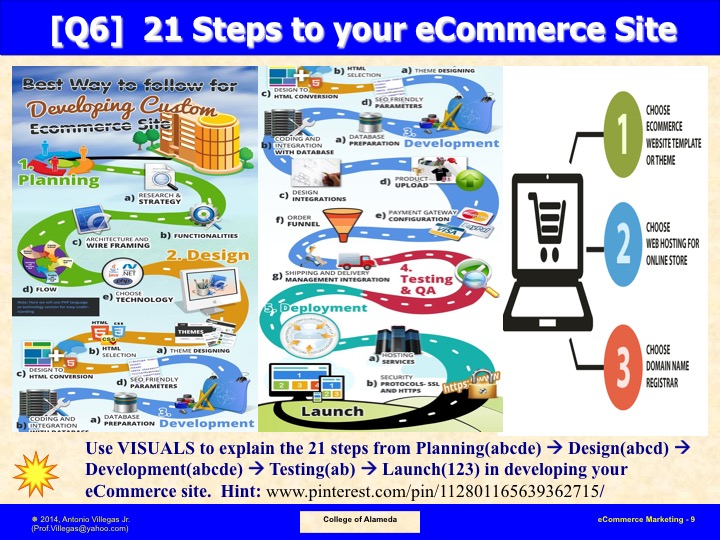 [Q6] 21 Steps to your eCommerce Site
Best Way to follow for
Developing Custom
Ecommerce Site
1.
Planning
a) RESEARCH &
STRATEGY
b) FUNCTIONALITIES
c) ARCHITECTURE AND
WIRE FRAMING
2. Design
d) FLOW
e) CHOOSE
TECHNOLOGY
.NET
HTML
CSS
THEMES
b) HTML
SELECTION
a) THEME DESIGNING
c) DESIGN TO
HTML CONVERSION
d) SEO FRIENDLY
PARAMETERS
a) DATABASE
PREPARATION
b) CODING AND
INTEGRATION
WITH DATABASE
3.
Development
b) HTML
SELECTION
a) THEME DESIGNING
c) DESIGN TO
HTML CONVERSION
d) SEO FRIENDLY
PARAMETERS
3.
Development
a) DATABASE
PREPARATION
b) CODING AND
INTEGRATION
WITH DATABASE
c) DESIGN
INTEGRATIONS
d) PRODUCT
UPLOAD
e) PAYMENT GATEWAY
CONFIGURATION
VISA
PayPal
f) ORDER
FUNNEL
g) SHIPPING AND DELIVERY
MANAGEMENT INTEGRATION
4.
Testing
& QA
5. Deployment
a) HOSTING
SERVICES
b) SECURITY
PROTOCOLS- SSL
AND HTTPS
https://
Launch
1
CHOOSE
ECOMMERCE
WEBSITE TEMPLATE
OR THEME
2
CHOOSE
WEB HOSTING FOR
ONLINE STORE
3
CHOOSE
DOMAIN NAME
REGISTRAR
Use VISUALS to explain the 21 steps from Planning(abcde) → Design(abcd) →
Development(abcde) → Testing(ab) → Launch(123) in developing your
eCommerce site. Hint: www.pinterest.com/pin/112801165639362715/
© 2014, Antonio Villegas Jr.
(Prof.Villegas@yahoo.com)
College of Alameda
eCommerce Marketing - 9